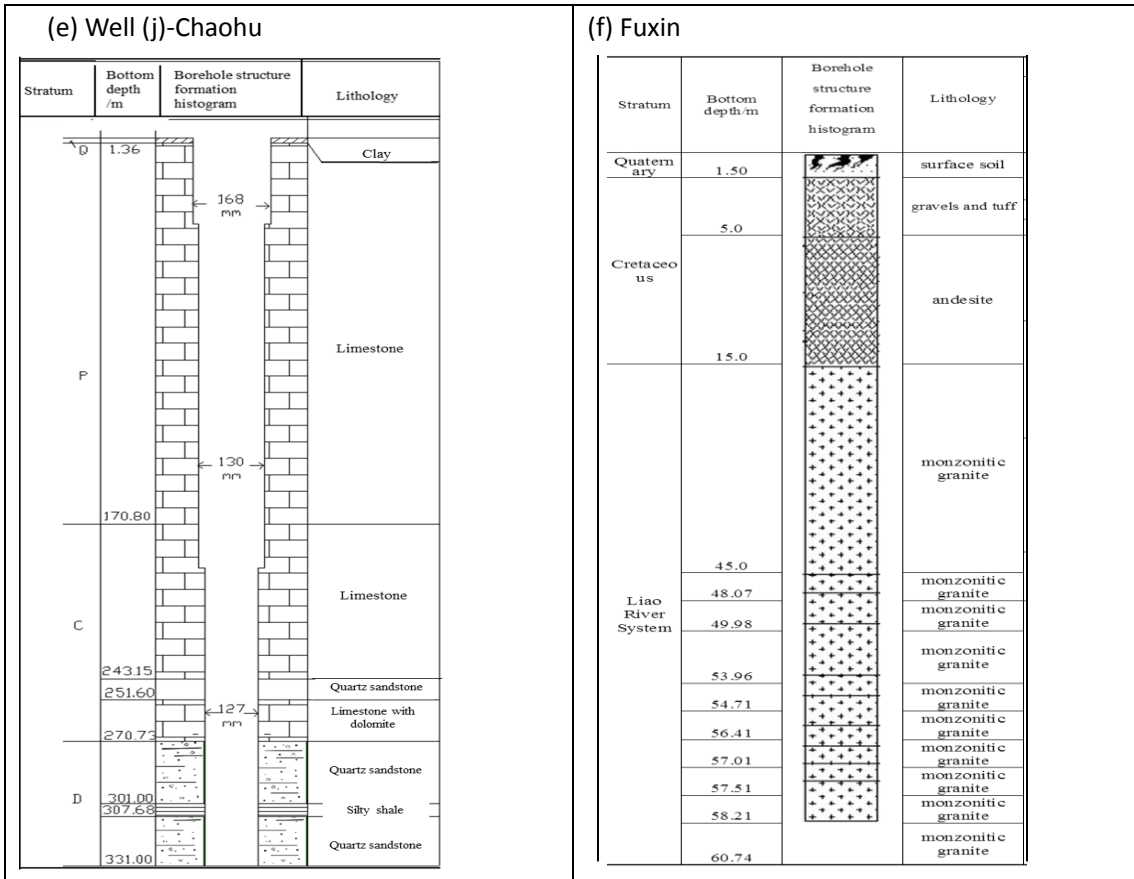 (e) Well (j)-Chaohu
Stratum
Bottom
depth
/m
Borehole structure
formation
histogram
Lithology
Q
1.36
Clay
168
mm
Limestone
P
130
mm
170.80
Limestone
C
243.15
Quartz sandstone
251.60
127
mm
Limestone with
dolomite
270.73
Quartz sandstone
D
301.00
307.68
Silty shale
Quartz sandstone
331.00
(f) Fuxin
Stratum
Bottom
depth/m
Borehole
structure
formation
histogram
Lithology
Quatern
ary
1.50
surface soil
gravels and tuff
5.0
Cretaceo
us
andesite
15.0
monzonitic
granite
45.0
Liao
River
System
monzonitic
granite
48.07
monzonitic
granite
49.98
monzonitic
granite
53.96
monzonitic
granite
54.71
monzonitic
granite
56.41
monzonitic
granite
57.01
monzonitic
granite
57.51
monzonitic
granite
58.21
monzonitic
granite
60.74